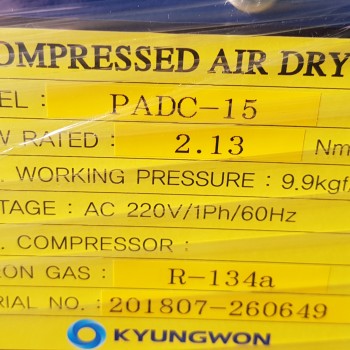 OMPRESSED AIR DRY
EL : PADC-15
W RATED : 2.13 Nm
. WORKING PRESSURE : 9.9kgf/
TAGE : AC 220V/1Ph/60Hz
. COMPRESSOR :
ON GAS : R-134a
RIAL NO. : 201807-260649
KYUNGWON